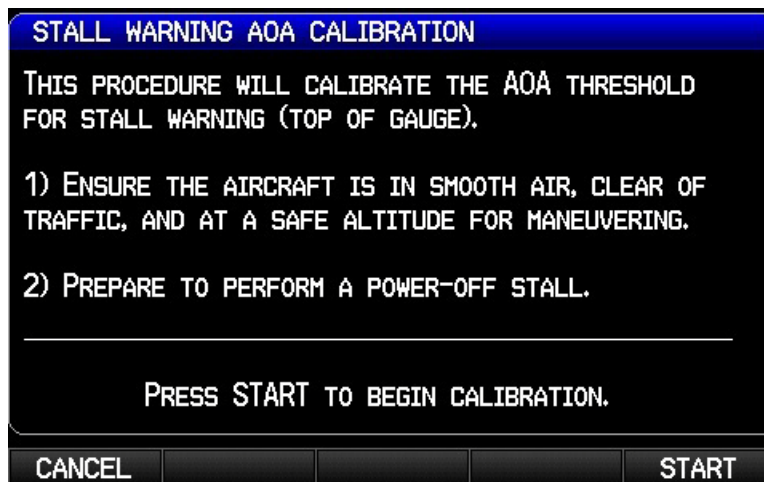 STALL WARNING AOA CALIBRATION
THIS PROCEDURE WILL CALIBRATE THE AOA THRESHOLD
FOR STALL WARNING (TOP OF GAUGE).
1) ENSURE THE AIRCRAFT IS IN SMOOTH AIR, CLEAR OF
TRAFFIC, AND AT A SAFE ALTITUDE FOR MANEUVERING.
2) PREPARE TO PERFORM A POWER-OFF STALL.
PRESS START TO BEGIN CALIBRATION.
CANCEL START